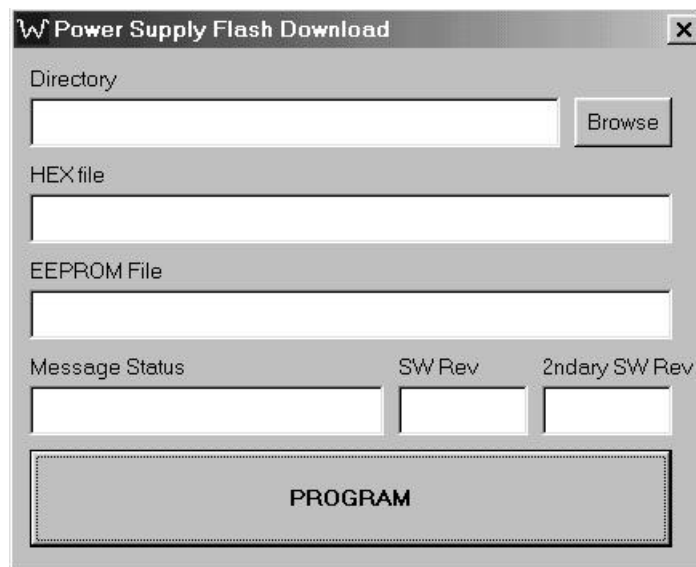 Power Supply Flash Download
Directory
Browse
HEX file
EEPROM File
Message Status SW Rev 2ndary SW Rev
PROGRAM